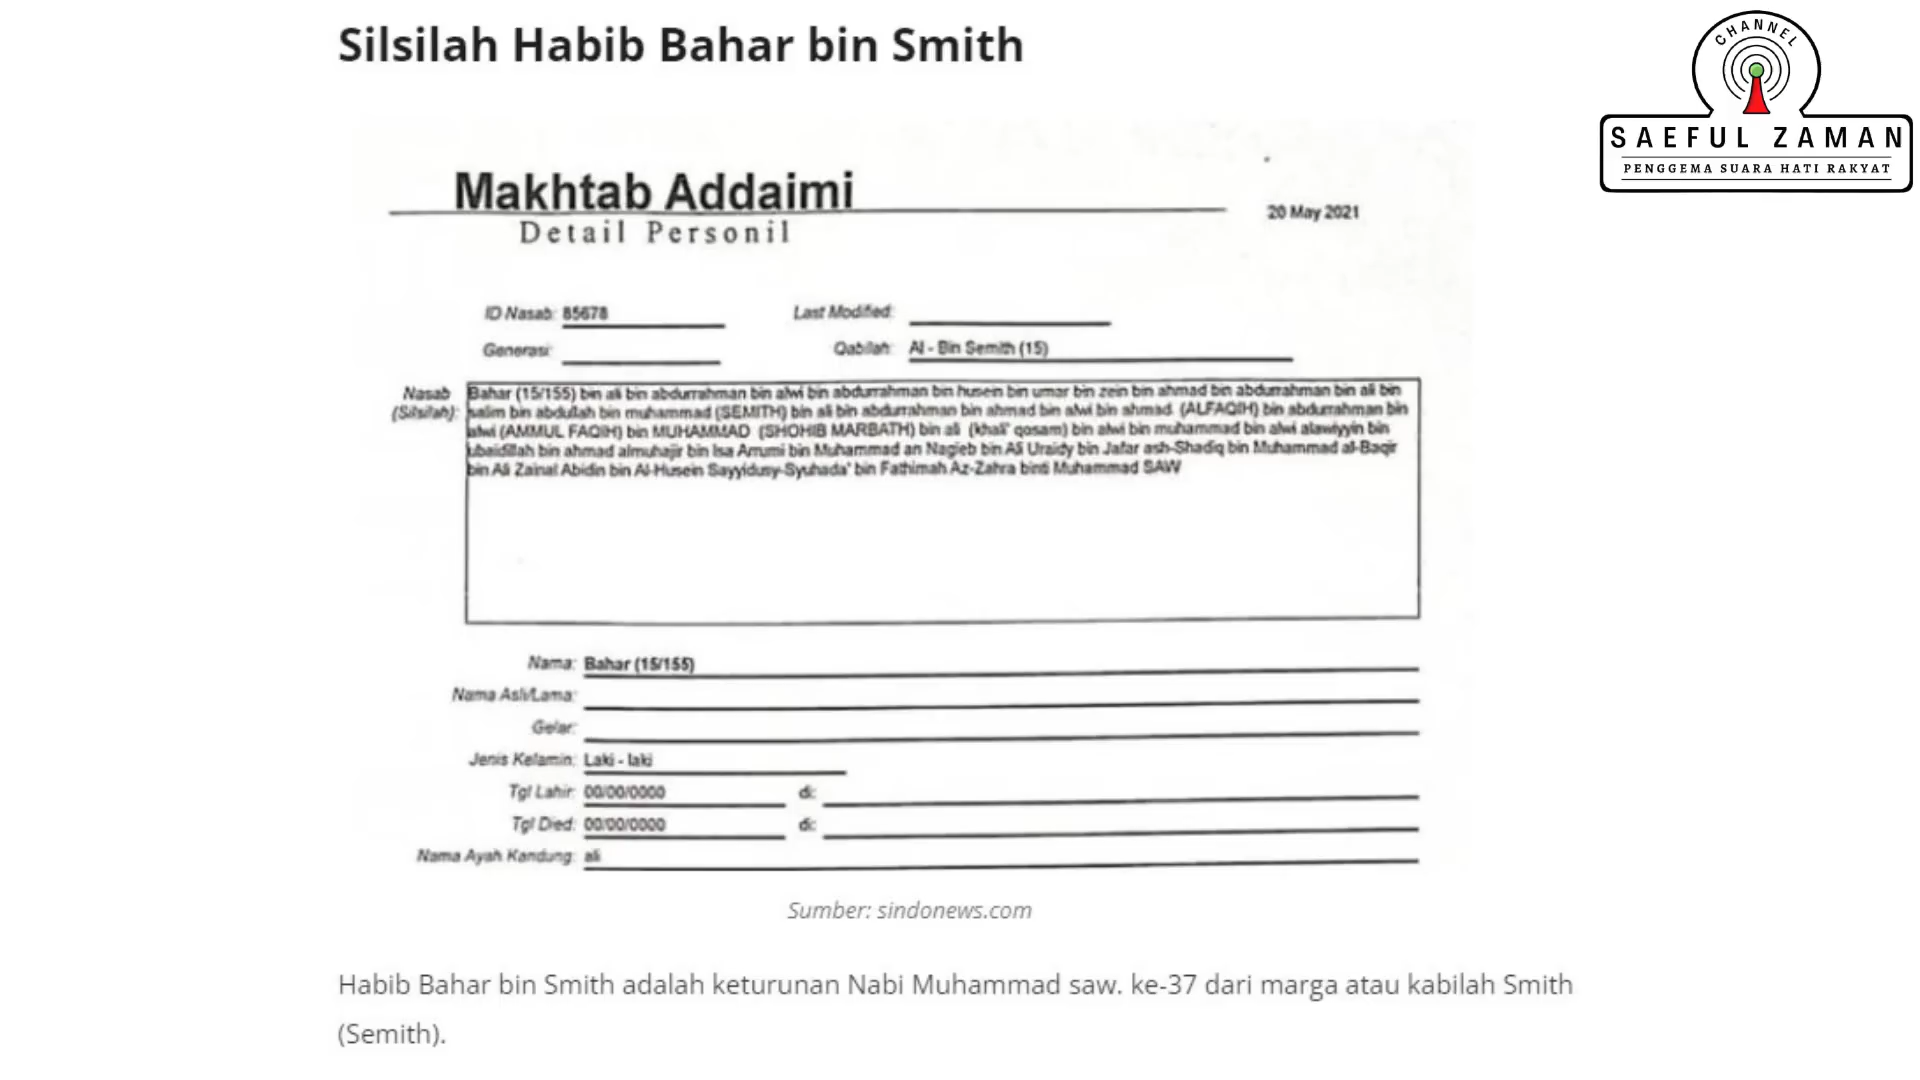 Silsilah Habib Bahar bin Smith
CHANNEL
SAEFUL ZAMAN
PENGGEMA SUARA HATI RAKYAT
Makhtab Addaimi
20 May 2021
Detail Personil
ID Nasab: 85678 Last Modified:
Generasi: Qabilah: Al - Bin Semith (15)
Nasab (Silsilah):
Bahar (15/155) bin ali bin abdurrahman bin alwi bin abdurrahman bin husein bin umar bin zein bin ahmad bin abdurrahman bin ali bin
salim bin abdullah bin muhammad (SEMITH) bin ali bin abdurrahman bin ahmad bin alwi bin ahmad (ALFAQIH) bin abdurrahman bin
alwi (AMMUL FAQIH) bin MUHAMMAD (SHOHIB MARBATH) bin ali (khali' qosam) bin alwi bin muhammad bin alwi alawiyyin bin
ubaidillah bin ahmad almuhajir bin Isa Arrumi bin Muhammad an Nagieb bin Ali Uraidy bin Jafar ash-Shadiq bin Muhammad al-Baqir
bin Ali Zainal Abidin bin Al-Husein Sayyidusy-Syuhada' bin Fathimah Az-Zahra binti Muhammad SAW
Nama: Bahar (15/155)
Nama Asli/Lama:
Gelar:
Jenis Kelamin: Laki - laki
Tgl Lahir: 00/00/0000 di:
Tgl Died: 00/00/0000 di:
Nama Ayah Kandung: ali
Sumber: sindonews.com
Habib Bahar bin Smith adalah keturunan Nabi Muhammad saw. ke-37 dari marga atau kabilah Smith
(Semith).